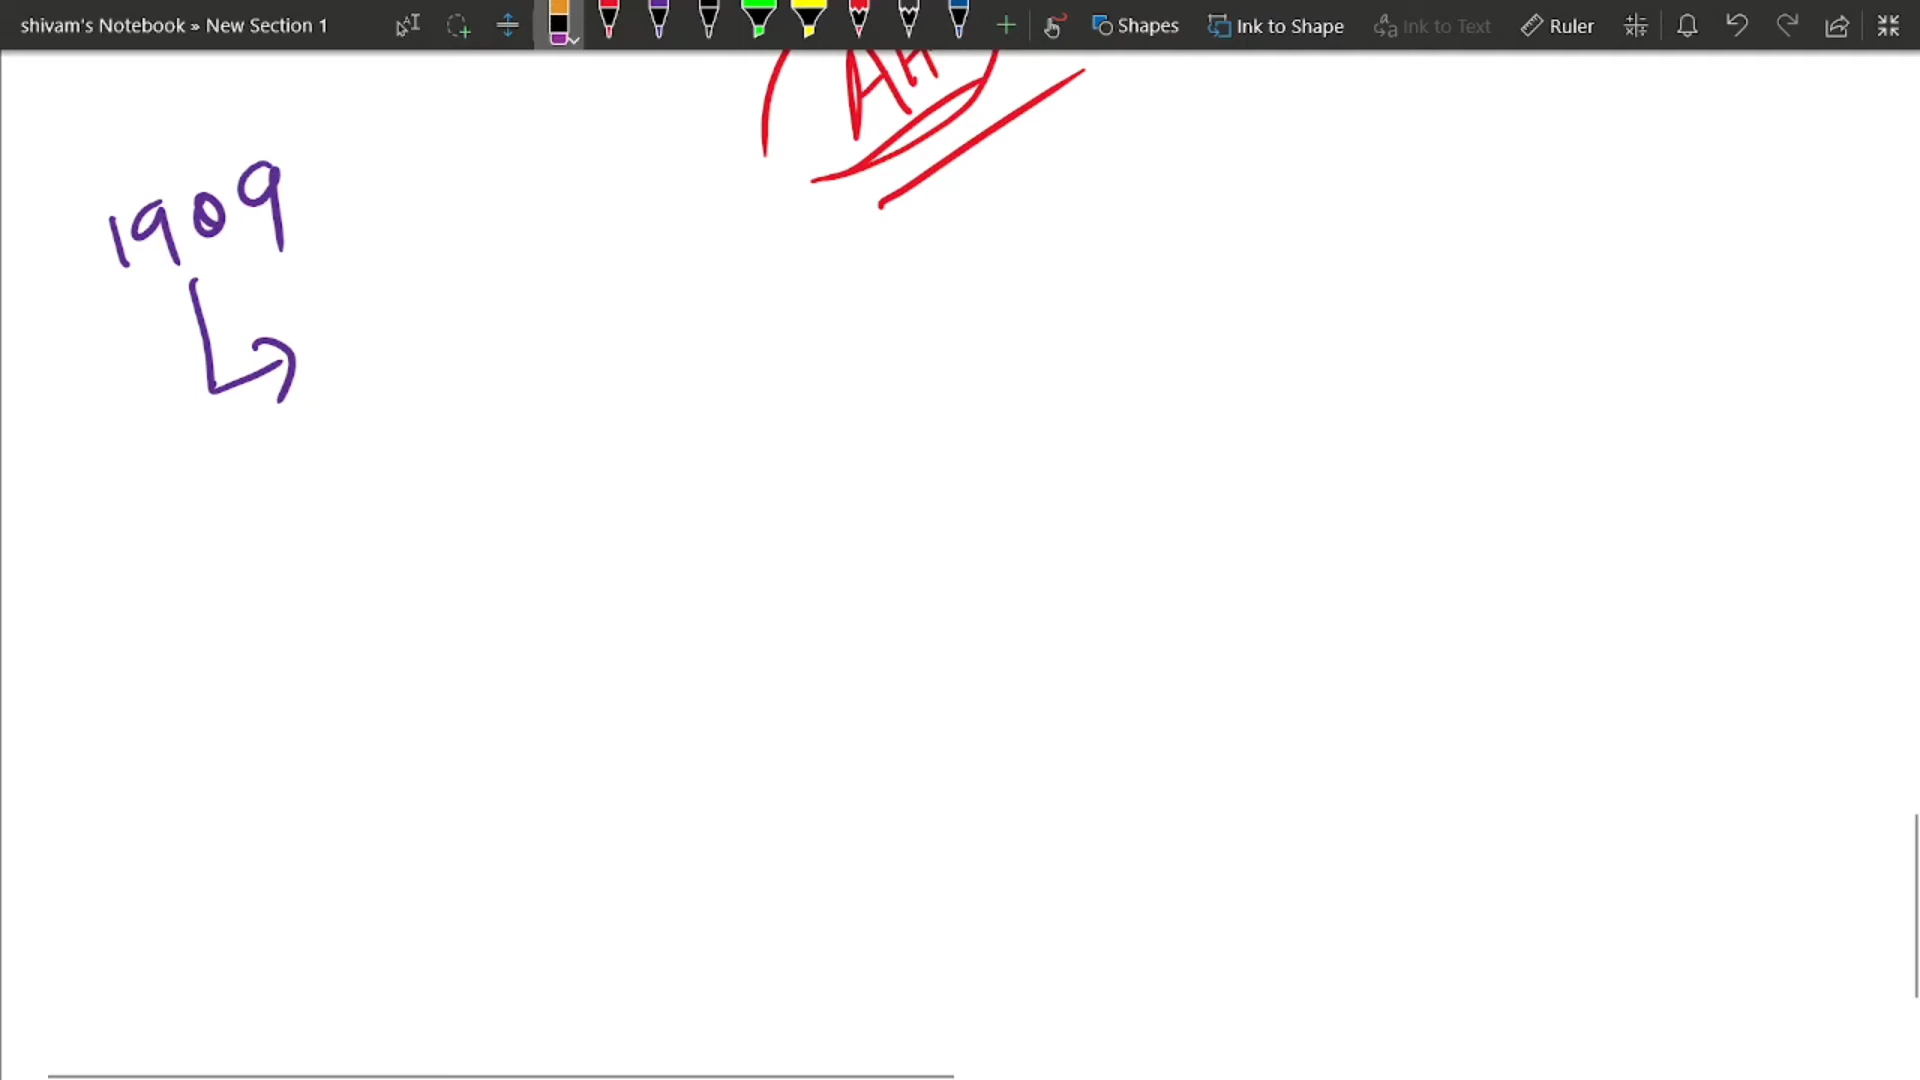 shivam's Notebook » New Section 1 Shapes Ink to Shape Ink to Text Ruler
1909